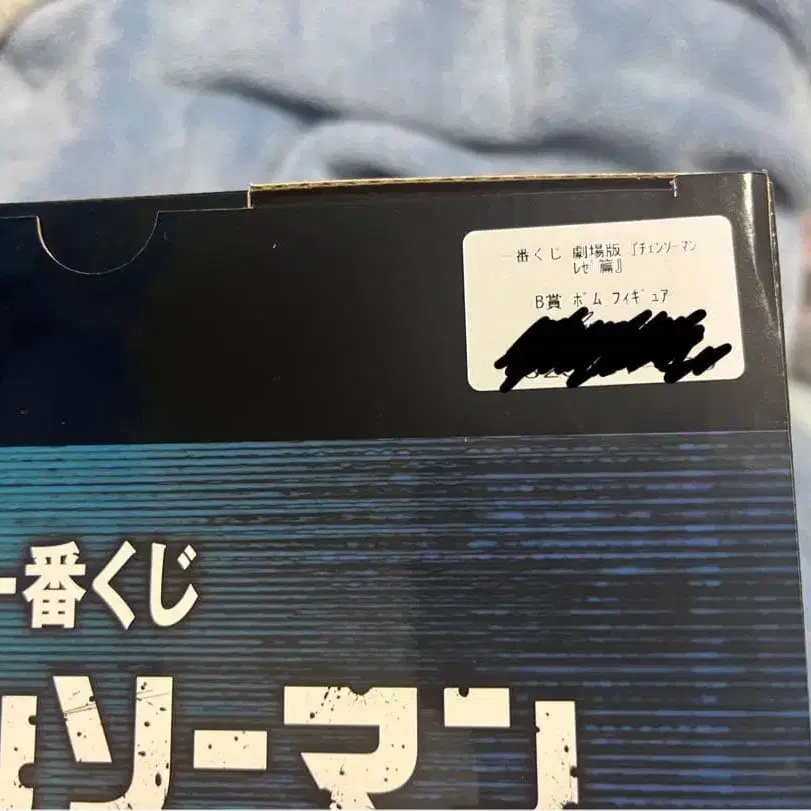 一番くじ 劇場版 『ﾁｪﾝｿｰﾏﾝ
ﾚｾﾞ篇』
B賞 ﾎﾞﾑ ﾌｨｷﾞｭｱ
一番くじ
ンソーマン